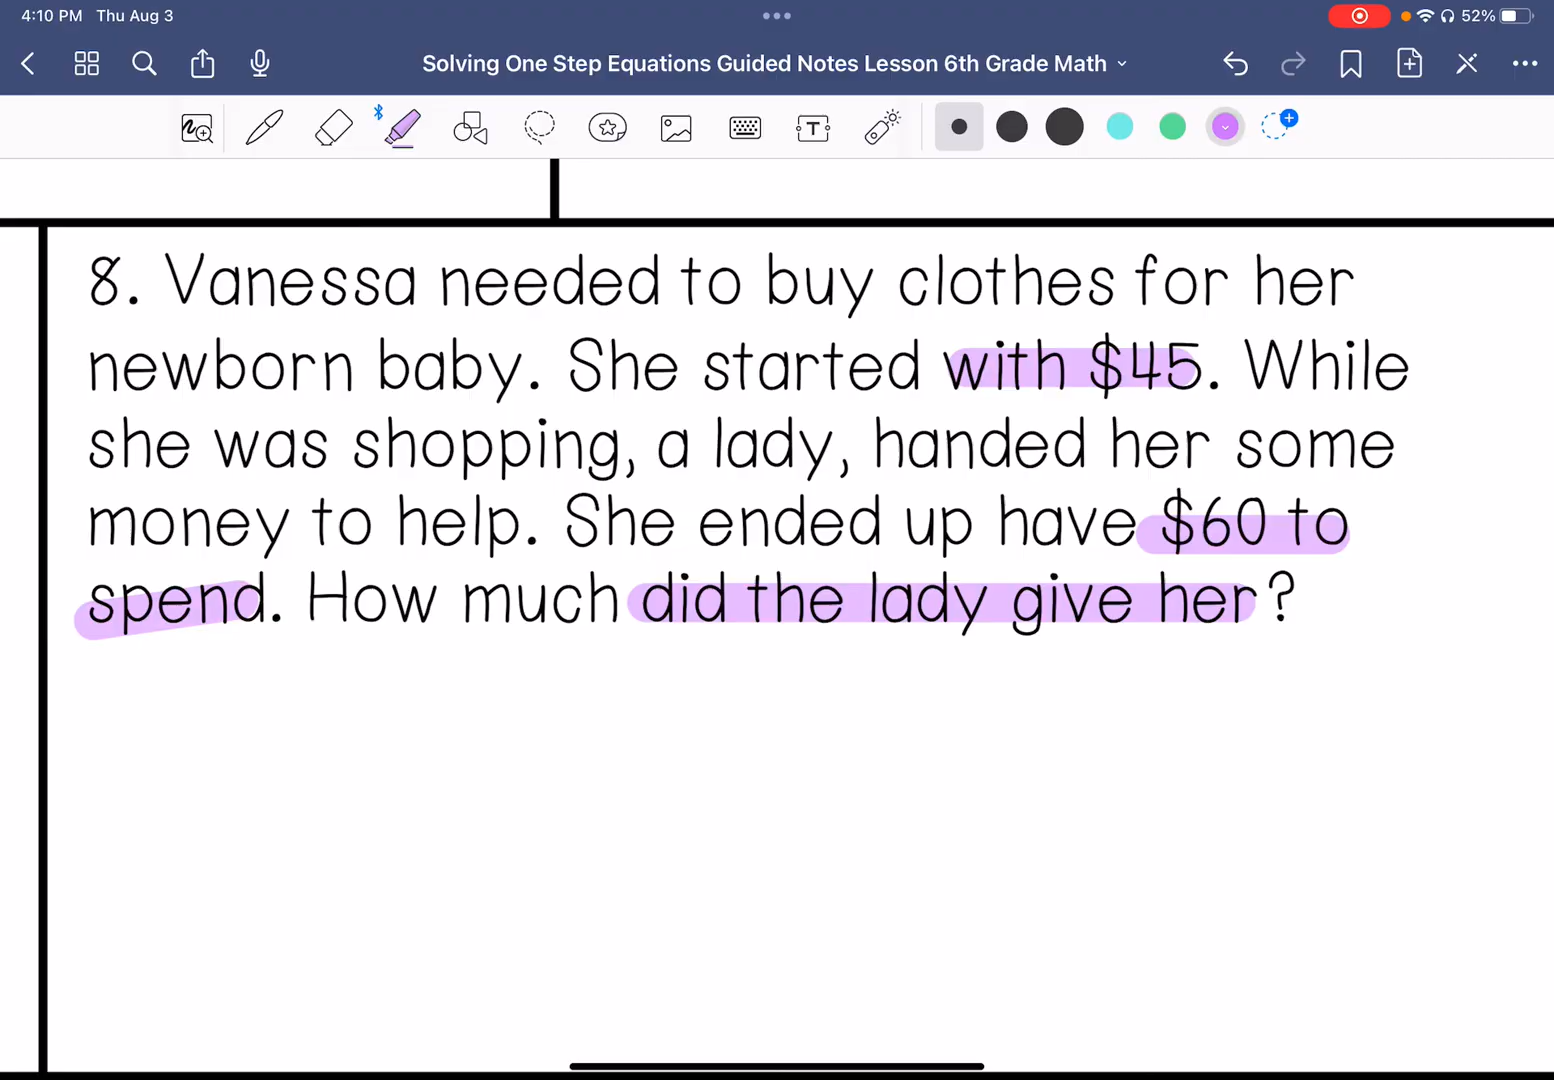 4:10 PM Thu Aug 3
52%
Solving One Step Equations Guided Notes Lesson 6th Grade Math
T
8. Vanessa needed to buy clothes for her
newborn baby. She started with $45. While
she was shopping, a lady, handed her some
money to help. She ended up have $60 to
spend. How much did the lady give her?